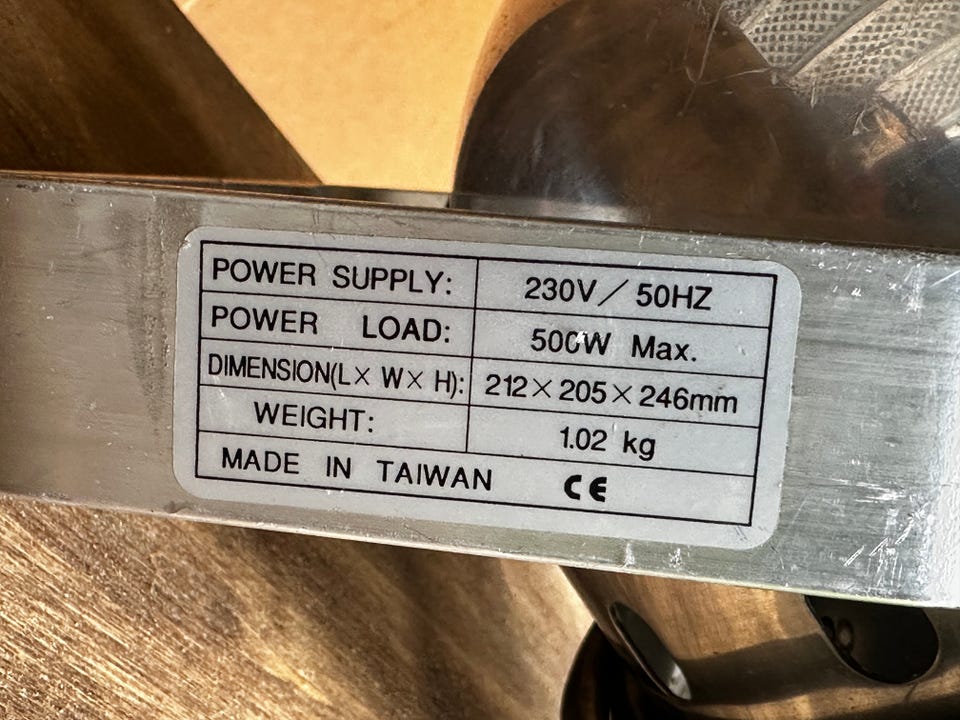 POWER SUPPLY: 230V/50HZ
POWER LOAD: 500W Max.
DIMENSION(L× W× H): 212×205×246mm
WEIGHT: 1.02 kg
MADE IN TAIWAN CE